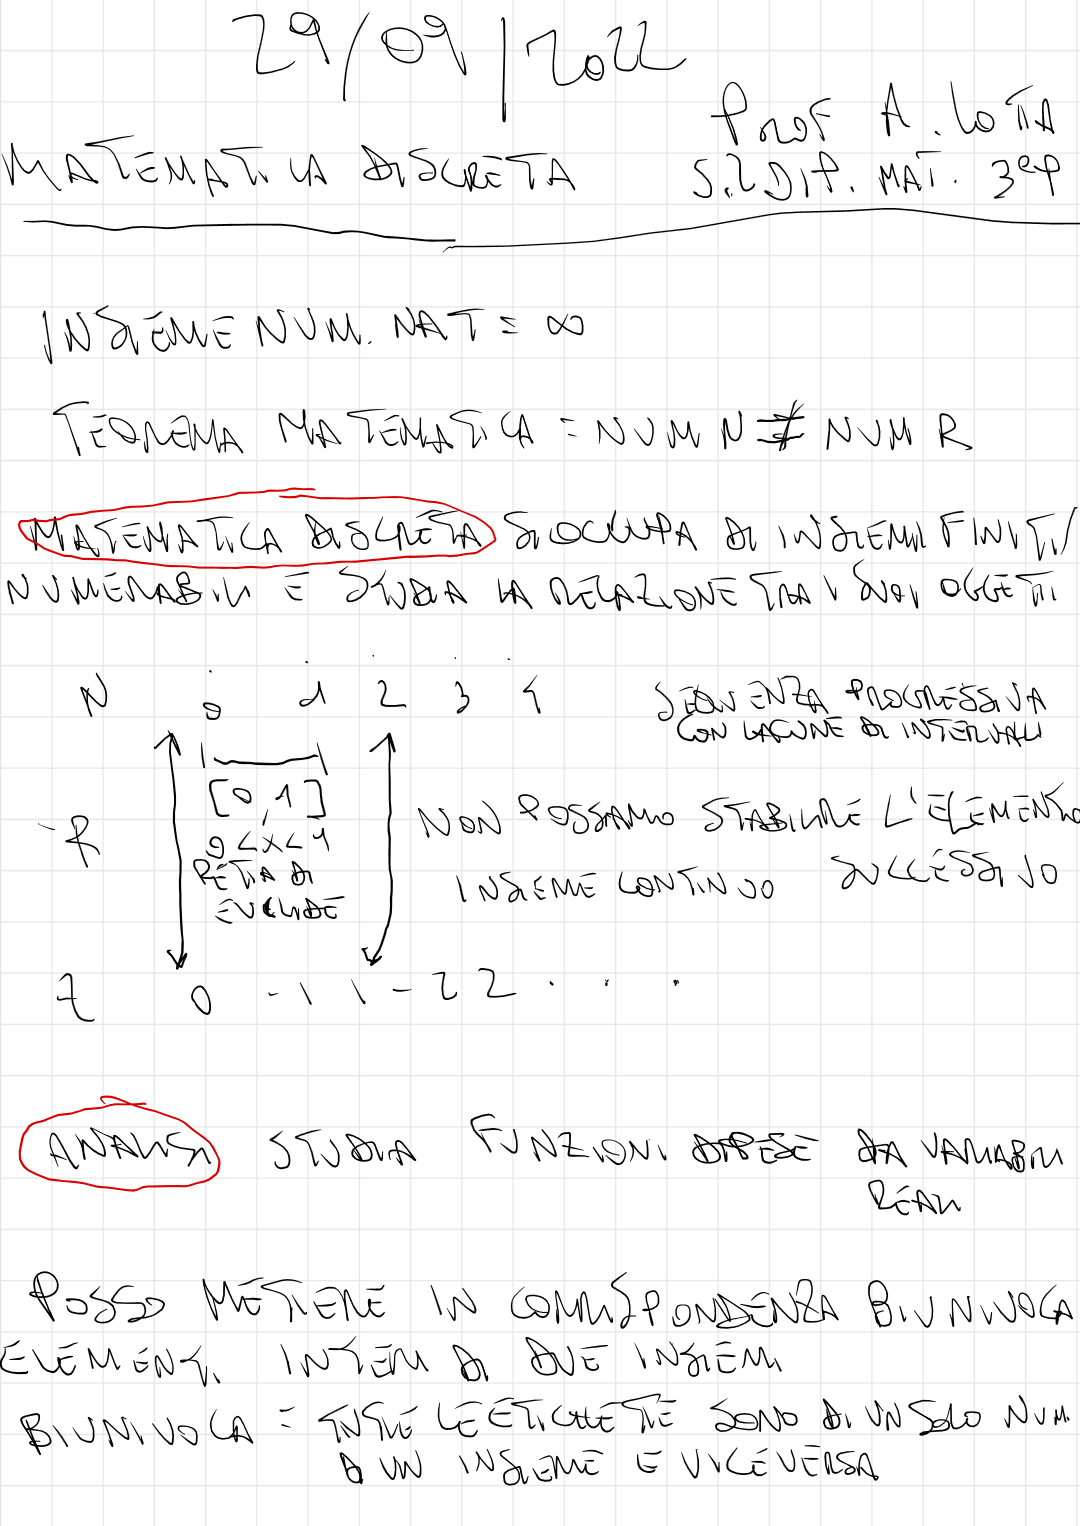 29/09/2022
PROF A. LOTTA
MATEMATICA DISCRETA
S.2 DIP. MAT. 3° P
INSIEME NUM. NAT = ∞
TEOREMA MATEMATICA = NUM N ≠ NUM R
MATEMATICA DISCRETA SI OCCUPA DI INSIEMI FINITI/
NUMERABILI E STUDIA LA RELAZIONE TRA I SUOI OGGETTI
N 0 1 2 3 4
SEQUENZA PROGRESSIVA
CON LACUNE DI INTERVALLI
[0,1]
R
0<x<1
RETTA DI
EUCLIDE
NON POSSIAMO STABILIRE L'ELEMENTO
SUCCESSIVO
INSIEME CONTINUO
Z 0 -1 1 -2 2 . . .
ANALISI STUDIA FUNZIONI DIPESE DA VARIABILI
REALI
POSSO METTERE IN CORRISPONDENZA BIUNIVOCA
ELEMENTI INTERI DI DUE INSIEMI
BIUNIVOCA = TUTTE LE ETICHETTE SONO DI UN SOLO NUM.
DI UN INSIEME E VICEVERSA